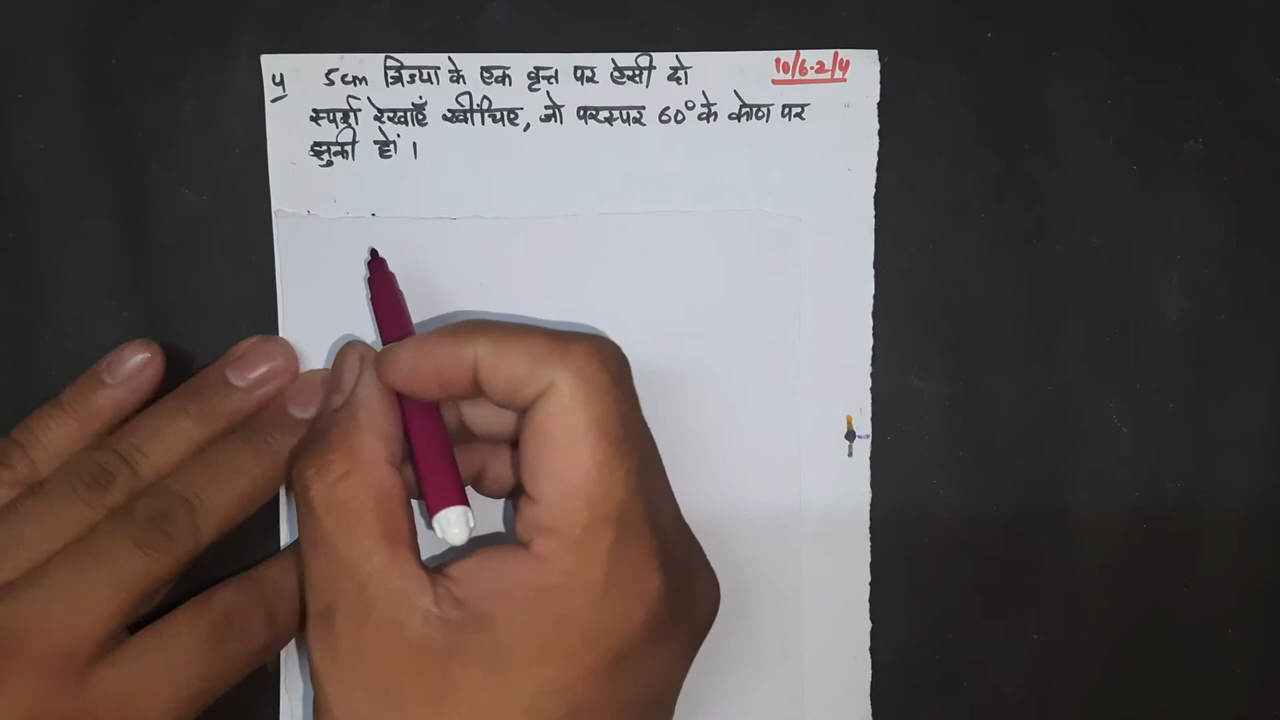 4 5cm त्रिज्या के एक वृत्त पर ऐसी दो
10/6.2/4
स्पर्श रेखाएँ खींचिए, जो परस्पर 60° के कोण पर
झुकी हों।